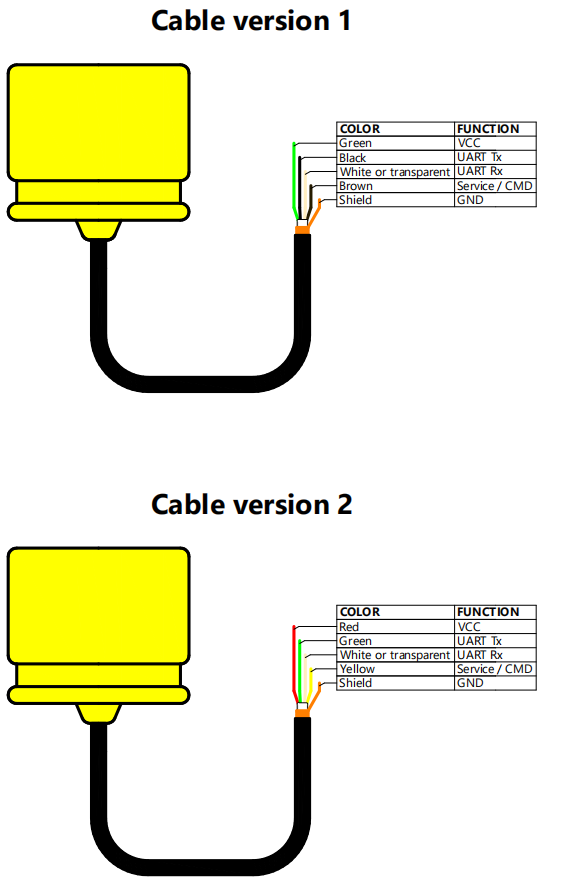 Cable version 1
COLOR FUNCTION
Green VCC
Black UART Tx
White or transparent UART Rx
Brown Service / CMD
Shield GND
Cable version 2
COLOR FUNCTION
Red VCC
Green UART Tx
White or transparent UART Rx
Yellow Service / CMD
Shield GND